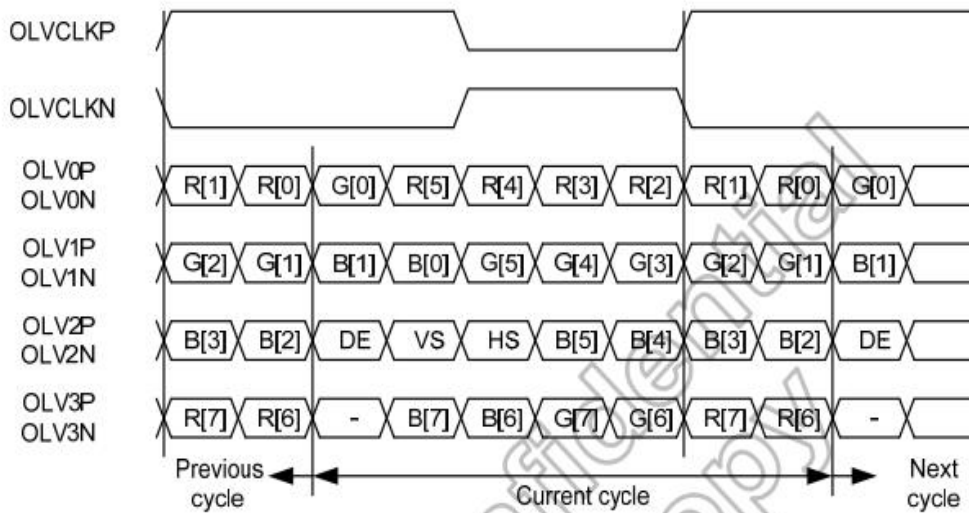 OLVCLKP
OLVCLKN
OLV0P
OLV0N
R[1] R[0] G[0] R[5] R[4] R[3] R[2] R[1] R[0] G[0]
OLV1P
OLV1N
G[2] G[1] B[1] B[0] G[5] G[4] G[3] G[2] G[1] B[1]
OLV2P
OLV2N
B[3] B[2] DE VS HS B[5] B[4] B[3] B[2] DE
OLV3P
OLV3N
R[7] R[6] - B[7] B[6] G[7] G[6] R[7] R[6] -
Previous cycle
Current cycle
Next cycle
nfidential
opy